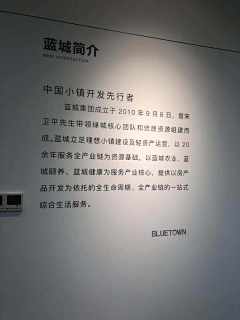 蓝城简介
中国小镇开发先行者
蓝城集团成立于 2010 年 9 月 8 日，是宋
卫平先生带领绿城核心团队和优质资源组建而
成。蓝城立足理想小镇建设及轻资产运营，以 20
余年服务全产业链为资源基础，以蓝城农业、蓝
城颐养、蓝城健康为服务产业核心，提供以房产
品开发为依托的全生命周期、全产业链的一站式
综合生活服务。
BLUETOWN